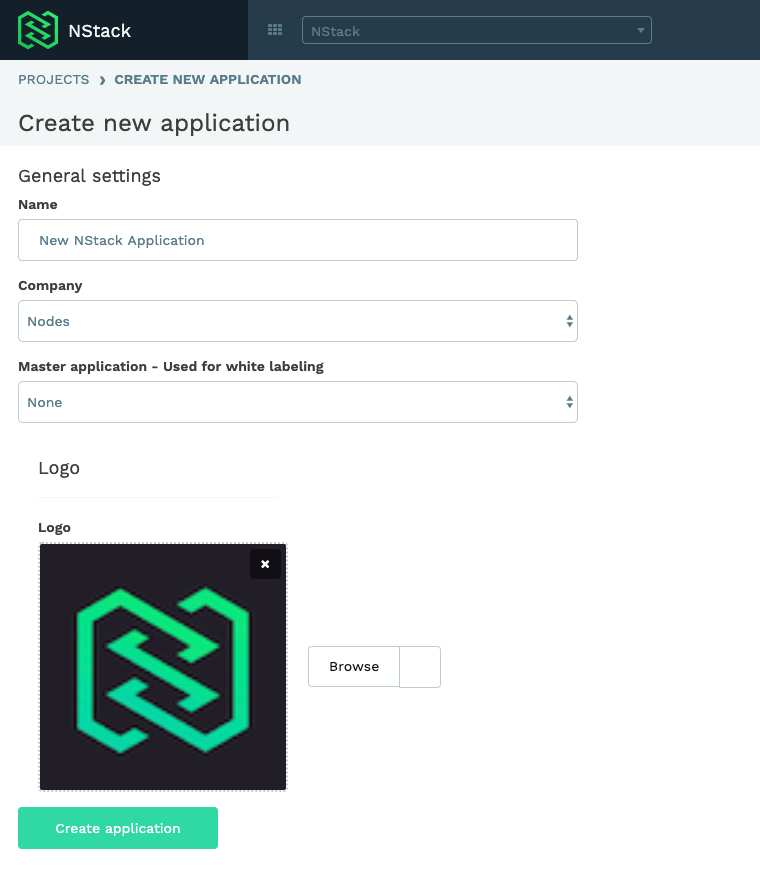 NStack
NStack
PROJECTS › CREATE NEW APPLICATION
Create new application
General settings
Name
New NStack Application
Company
Nodes
Master application - Used for white labeling
None
Logo
Logo
Browse
Create application